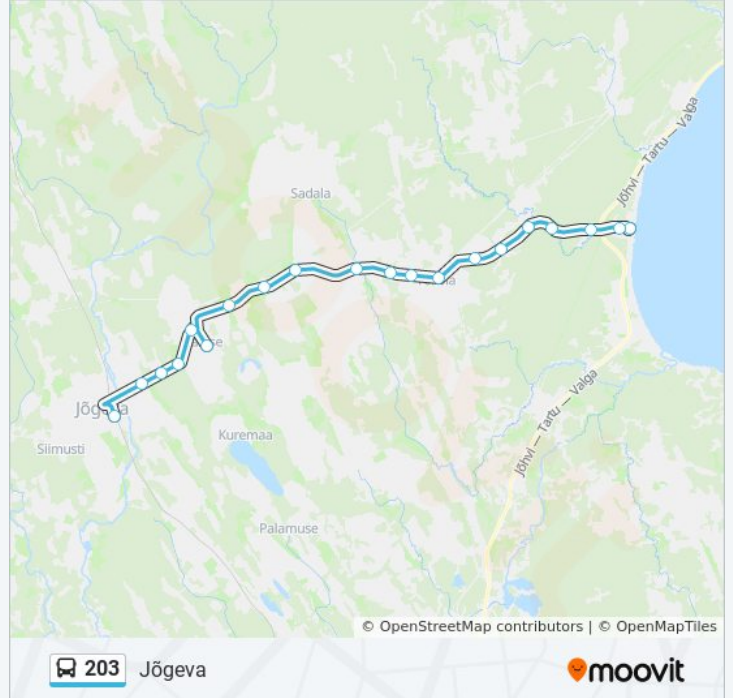 Jõhvi — Tartu — Valga
Sadala
Jõgeva
Siimusti
Kuremaa
Jõhvi — Tartu — Valga
Palamuse
© OpenStreetMap contributors | © OpenMapTiles
203 Jõgeva
moovit